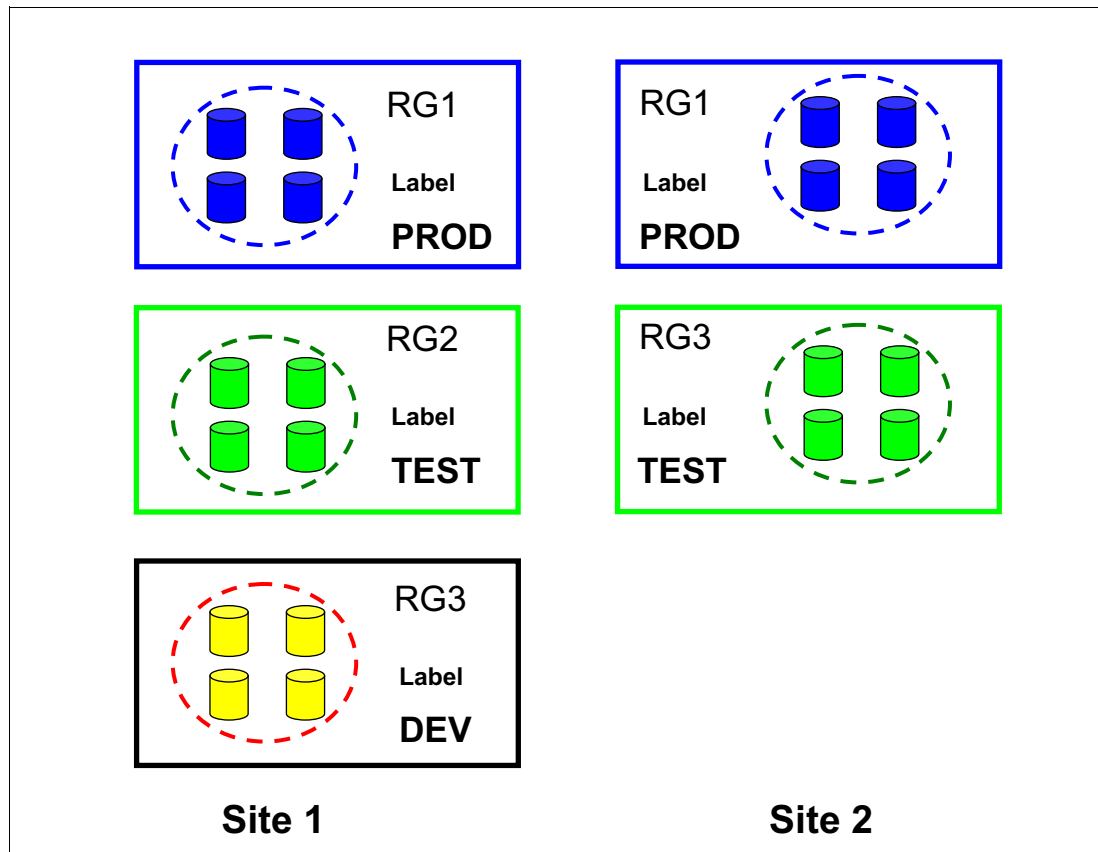 RG1
Label
PROD
RG1
Label
PROD
RG2
Label
TEST
RG3
Label
TEST
RG3
Label
DEV
Site 1
Site 2